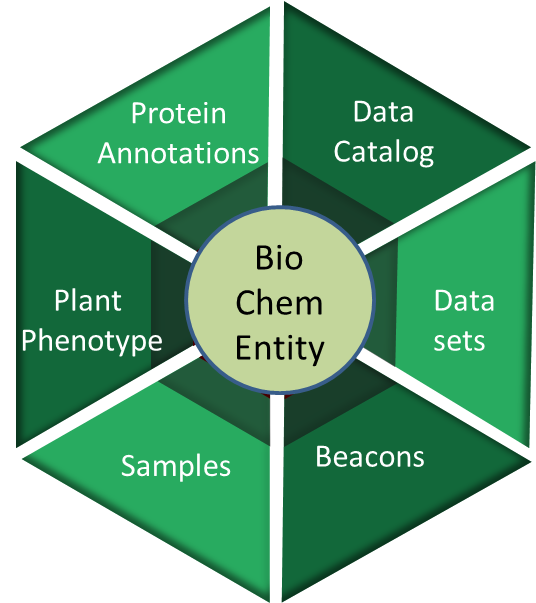 Protein
Annotations
Data
Catalog
Bio
Chem
Entity
Plant
Phenotype
Data
sets
Samples
Beacons